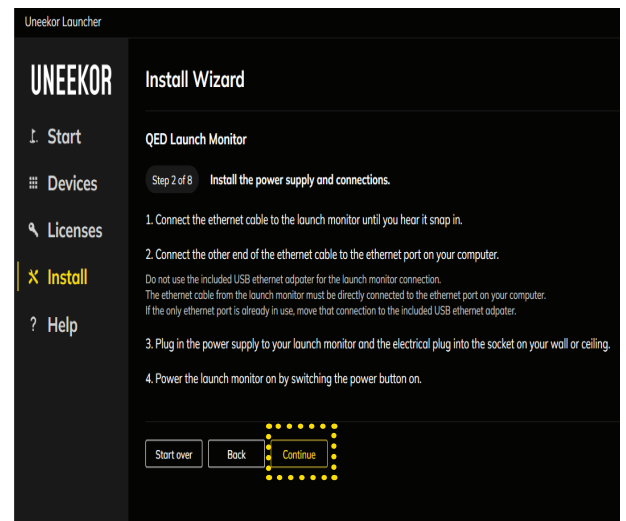 Uneekor Launcher
UNEEKOR
Start
Devices
Licenses
Install
? Help
Install Wizard
QED Launch Monitor
Step 2 of 8 Install the power supply and connections.
1. Connect the ethernet cable to the launch monitor until you hear it snap in.
2. Connect the other end of the ethernet cable to the ethernet port on your computer.
Do not use the included USB ethernet adpater for the launch monitor connection.
The ethernet cable from the launch monitor must be directly connected to the ethernet port on your computer.
If the only ethernet port is already in use, move that connection to the included USB ethernet adpater.
3. Plug in the power supply to your launch monitor and the electrical plug into the socket on your wall or ceiling.
4. Power the launch monitor on by switching the power button on.
Start over Back Continue